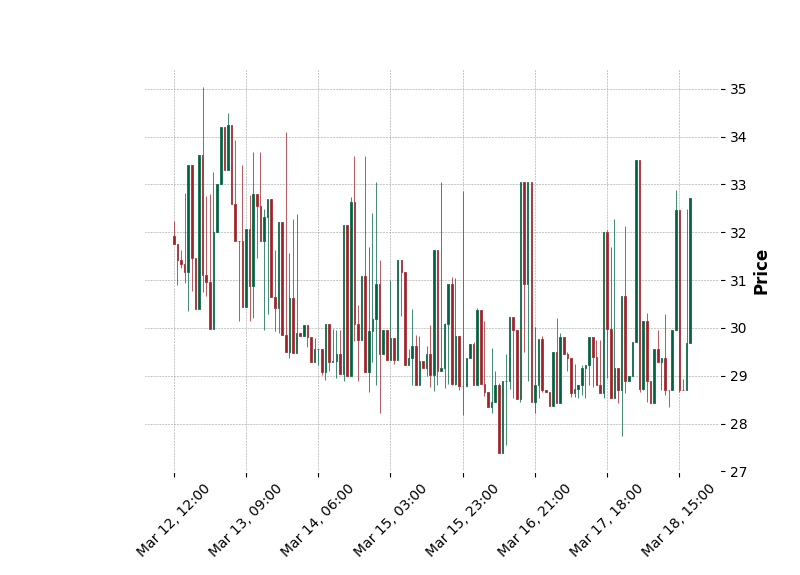 35
34
33
32
31
30
29
28
27
Price
Mar 12, 12:00
Mar 13, 09:00
Mar 14, 06:00
Mar 15, 03:00
Mar 15, 23:00
Mar 16, 21:00
Mar 17, 18:00
Mar 18, 15:00